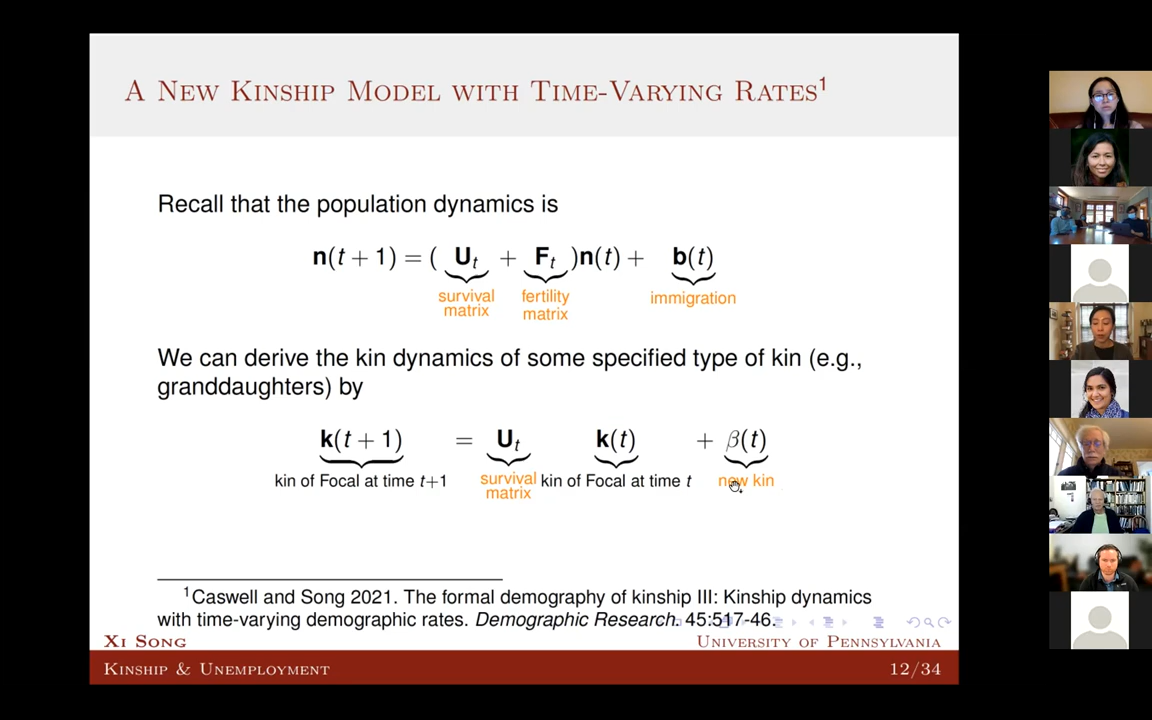 A New Kinship Model with Time-Varying Rates¹
Recall that the population dynamics is
n(t + 1) = ( Uₜ + Fₜ )n(t) + b(t)
survival matrix fertility matrix immigration
We can derive the kin dynamics of some specified type of kin (e.g.,
granddaughters) by
k(t + 1) = Uₜ k(t) + β(t)
kin of Focal at time t+1 survival matrix kin of Focal at time t new kin
¹Caswell and Song 2021. The formal demography of kinship III: Kinship dynamics
with time-varying demographic rates. Demographic Research. 45:517-46.
Xi Song University of Pennsylvania
Kinship & Unemployment 12/34